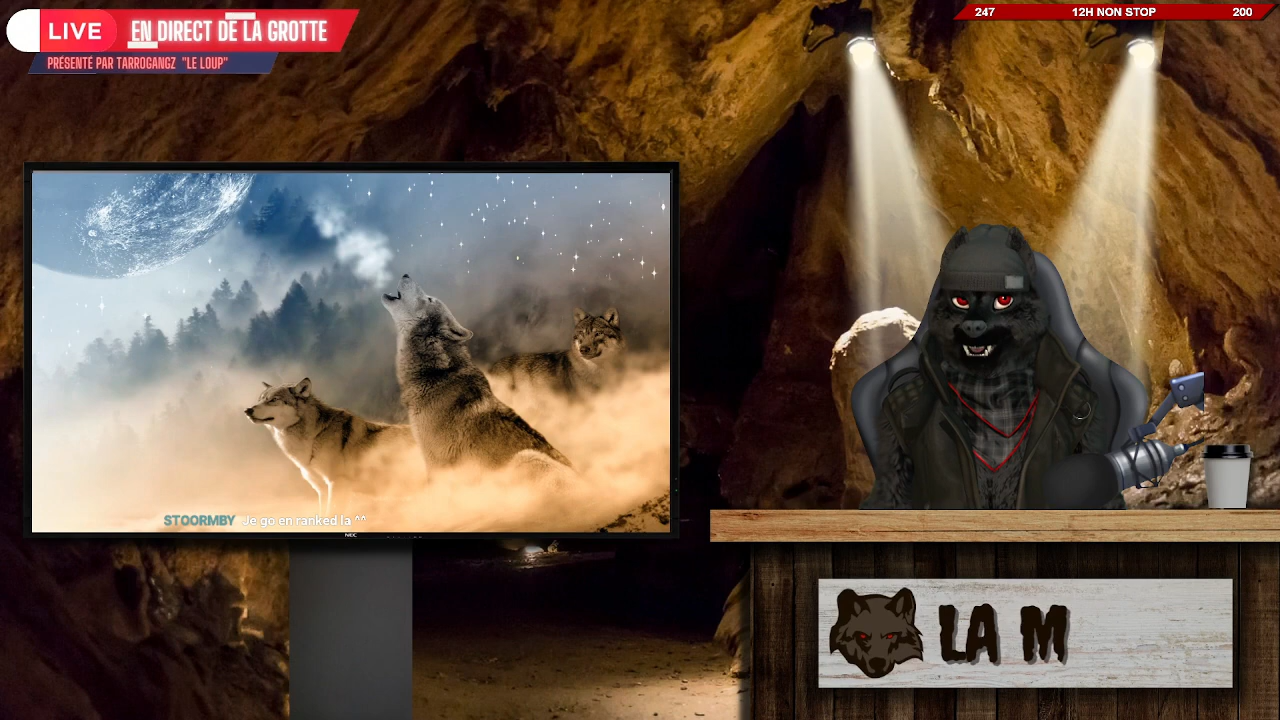 LIVE
EN DIRECT DE LA GROTTE
PRÉSENTÉ PAR TARROGANGZ "LE LOUP"
247 12H NON STOP 200
STOORMBY Je go en ranked la ^^
NEC
LA M